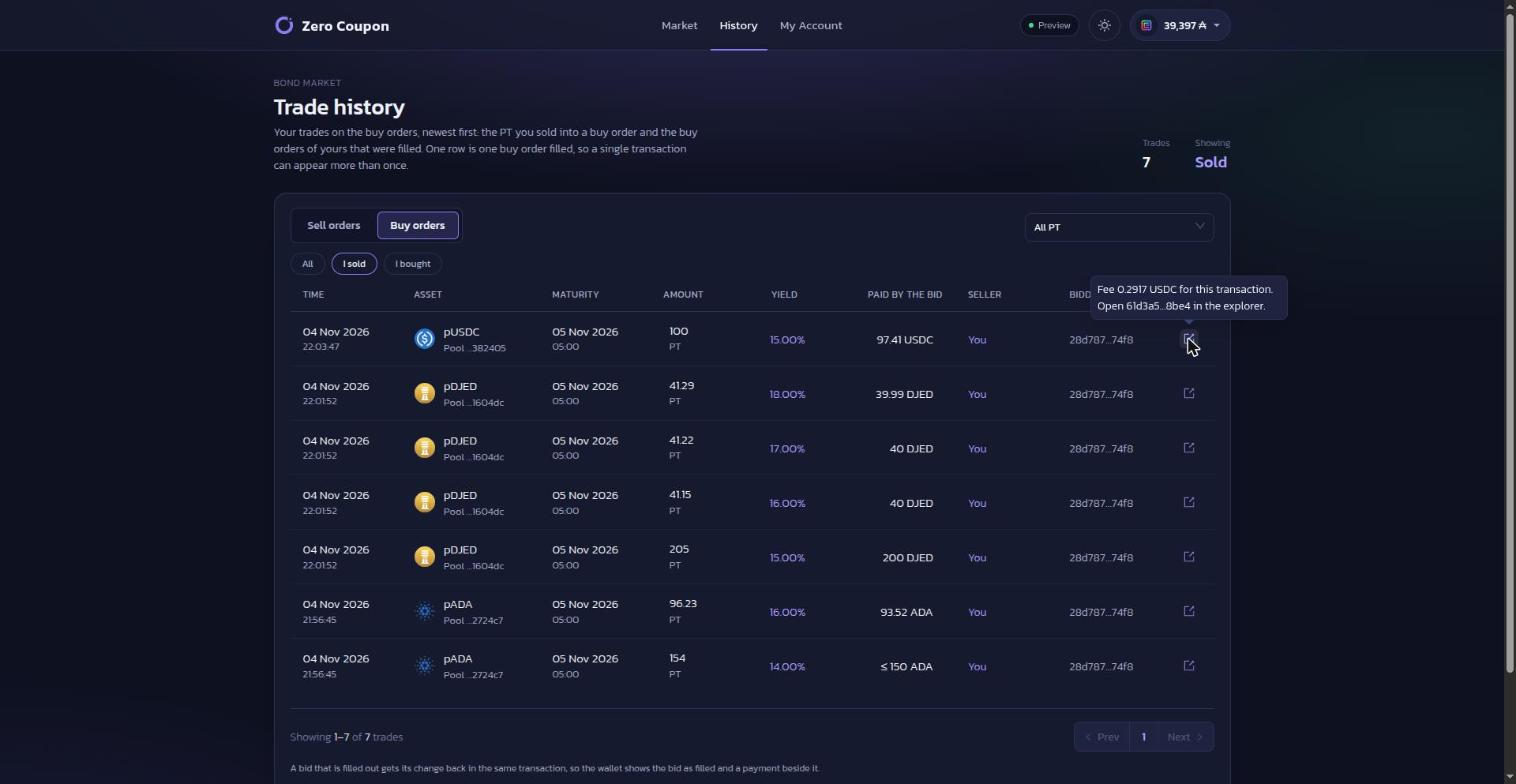 Zero Coupon
Market History My Account
Preview
39,397 ₳
BOND MARKET
Trade history
Your trades on the buy orders, newest first: the PT you sold into a buy order and the buy
orders of yours that were filled. One row is one buy order filled, so a single transaction
can appear more than once.
Trades Showing
7 Sold
Sell orders Buy orders
All PT
All I sold I bought
Fee 0.2917 USDC for this transaction.
Open 61d3a5…8be4 in the explorer.
TIME ASSET MATURITY AMOUNT YIELD PAID BY THE BID SELLER
04 Nov 2026 pUSDC 05 Nov 2026 100 15.00% 97.41 USDC You 28d787…74f8
22:03:47 Pool …382405 05:00 PT
04 Nov 2026 pDJED 05 Nov 2026 41.29 18.00% 39.99 DJED You 28d787…74f8
22:01:52 Pool …1604dc 05:00 PT
04 Nov 2026 pDJED 05 Nov 2026 41.22 17.00% 40 DJED You 28d787…74f8
22:01:52 Pool …1604dc 05:00 PT
04 Nov 2026 pDJED 05 Nov 2026 41.15 16.00% 40 DJED You 28d787…74f8
22:01:52 Pool …1604dc 05:00 PT
04 Nov 2026 pDJED 05 Nov 2026 205 15.00% 200 DJED You 28d787…74f8
22:01:52 Pool …1604dc 05:00 PT
04 Nov 2026 pADA 05 Nov 2026 96.23 16.00% 93.52 ADA You 28d787…74f8
21:56:45 Pool …2724c7 05:00 PT
04 Nov 2026 pADA 05 Nov 2026 154 14.00% ≤ 150 ADA You 28d787…74f8
21:56:45 Pool …2724c7 05:00 PT
Showing 1–7 of 7 trades
Prev 1 Next
A bid that is filled out gets its change back in the same transaction, so the wallet shows the bid as filled and a payment beside it.